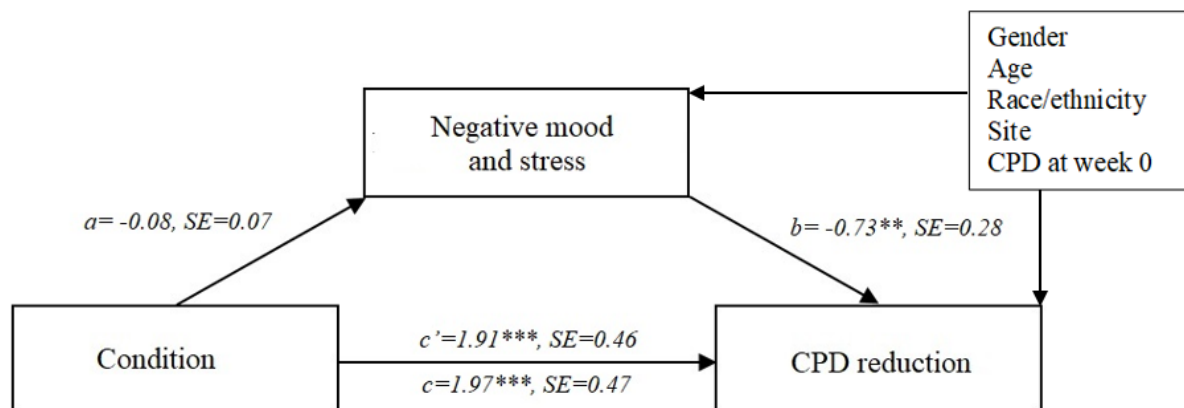 Gender
Age
Race/ethnicity
Site
CPD at week 0
Negative mood
and stress
a= -0.08, SE=0.07
b= -0.73**, SE=0.28
Condition
c’=1.91***, SE=0.46
c=1.97***, SE=0.47
CPD reduction